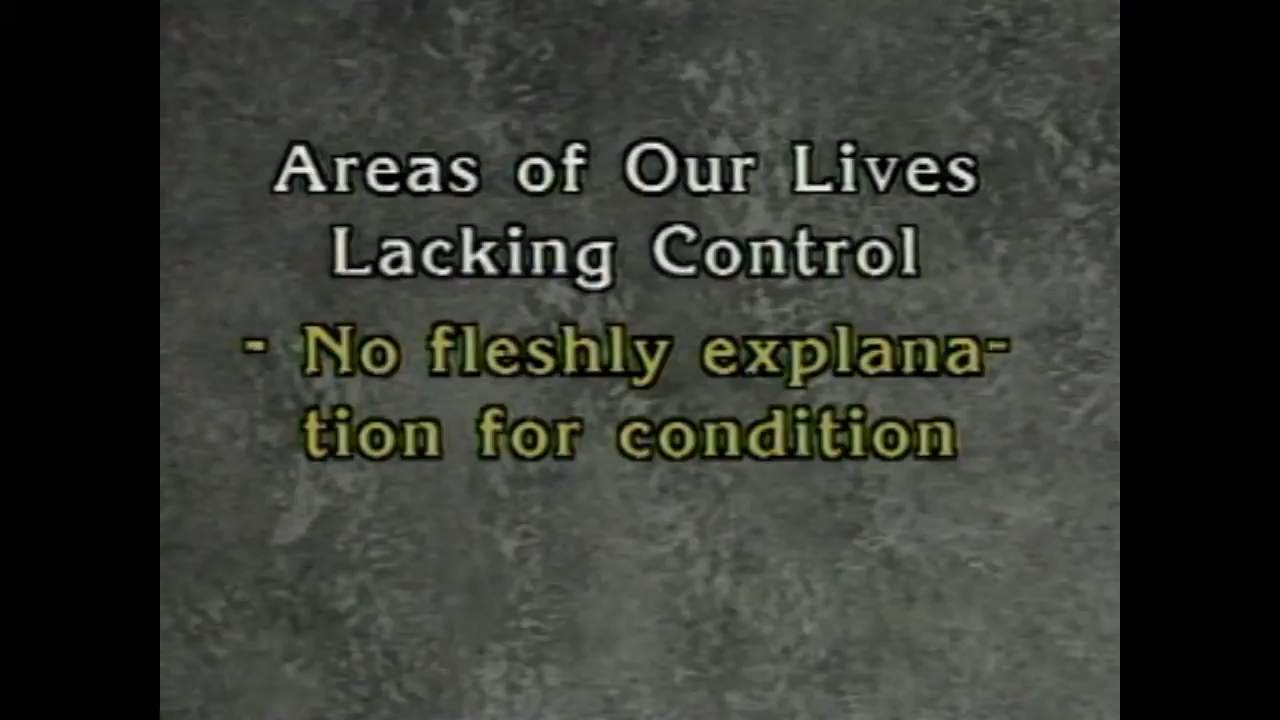 Areas of Our Lives
Lacking Control
- No fleshly explana-
tion for condition